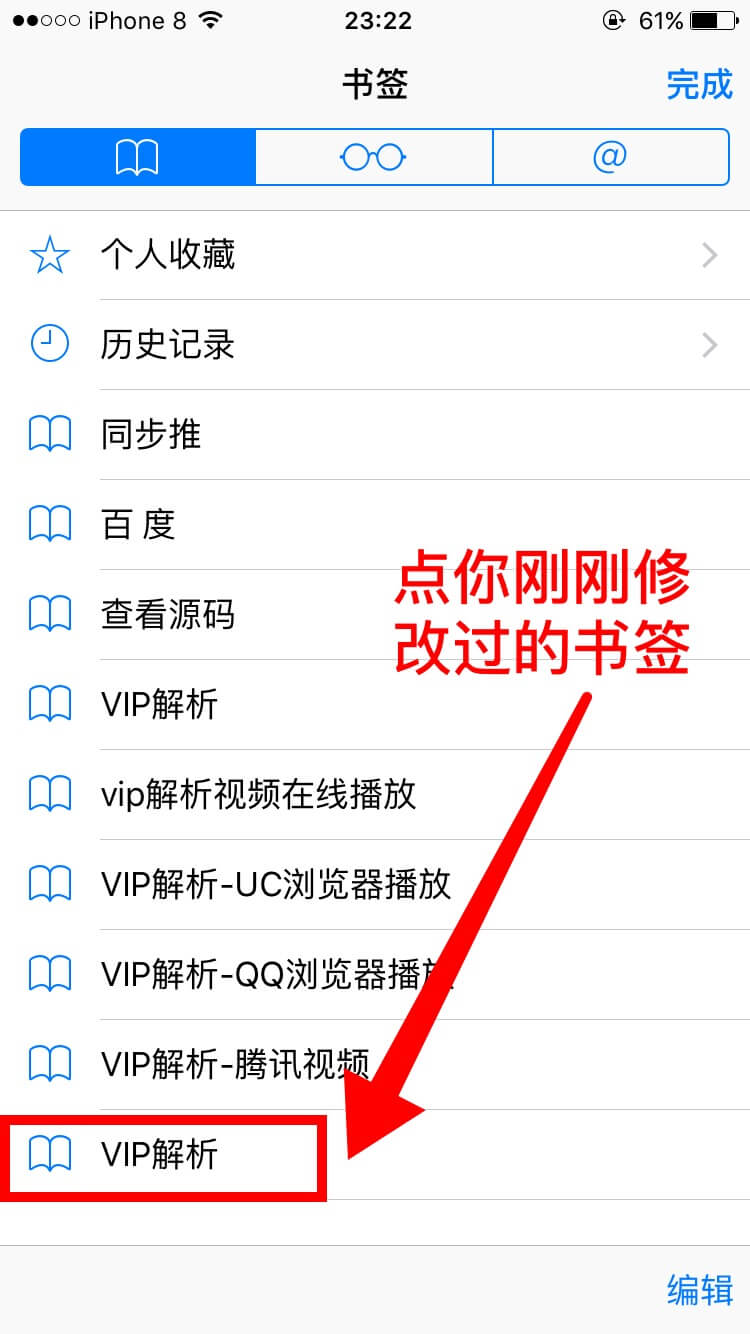 iPhone 8 23:22 61%
书签 完成
@
个人收藏
历史记录
同步推
百 度
查看源码
点你刚刚修
改过的书签
VIP解析
vip解析视频在线播放
VIP解析-UC浏览器播放
VIP解析-QQ浏览器播放
VIP解析-腾讯视频
VIP解析
编辑